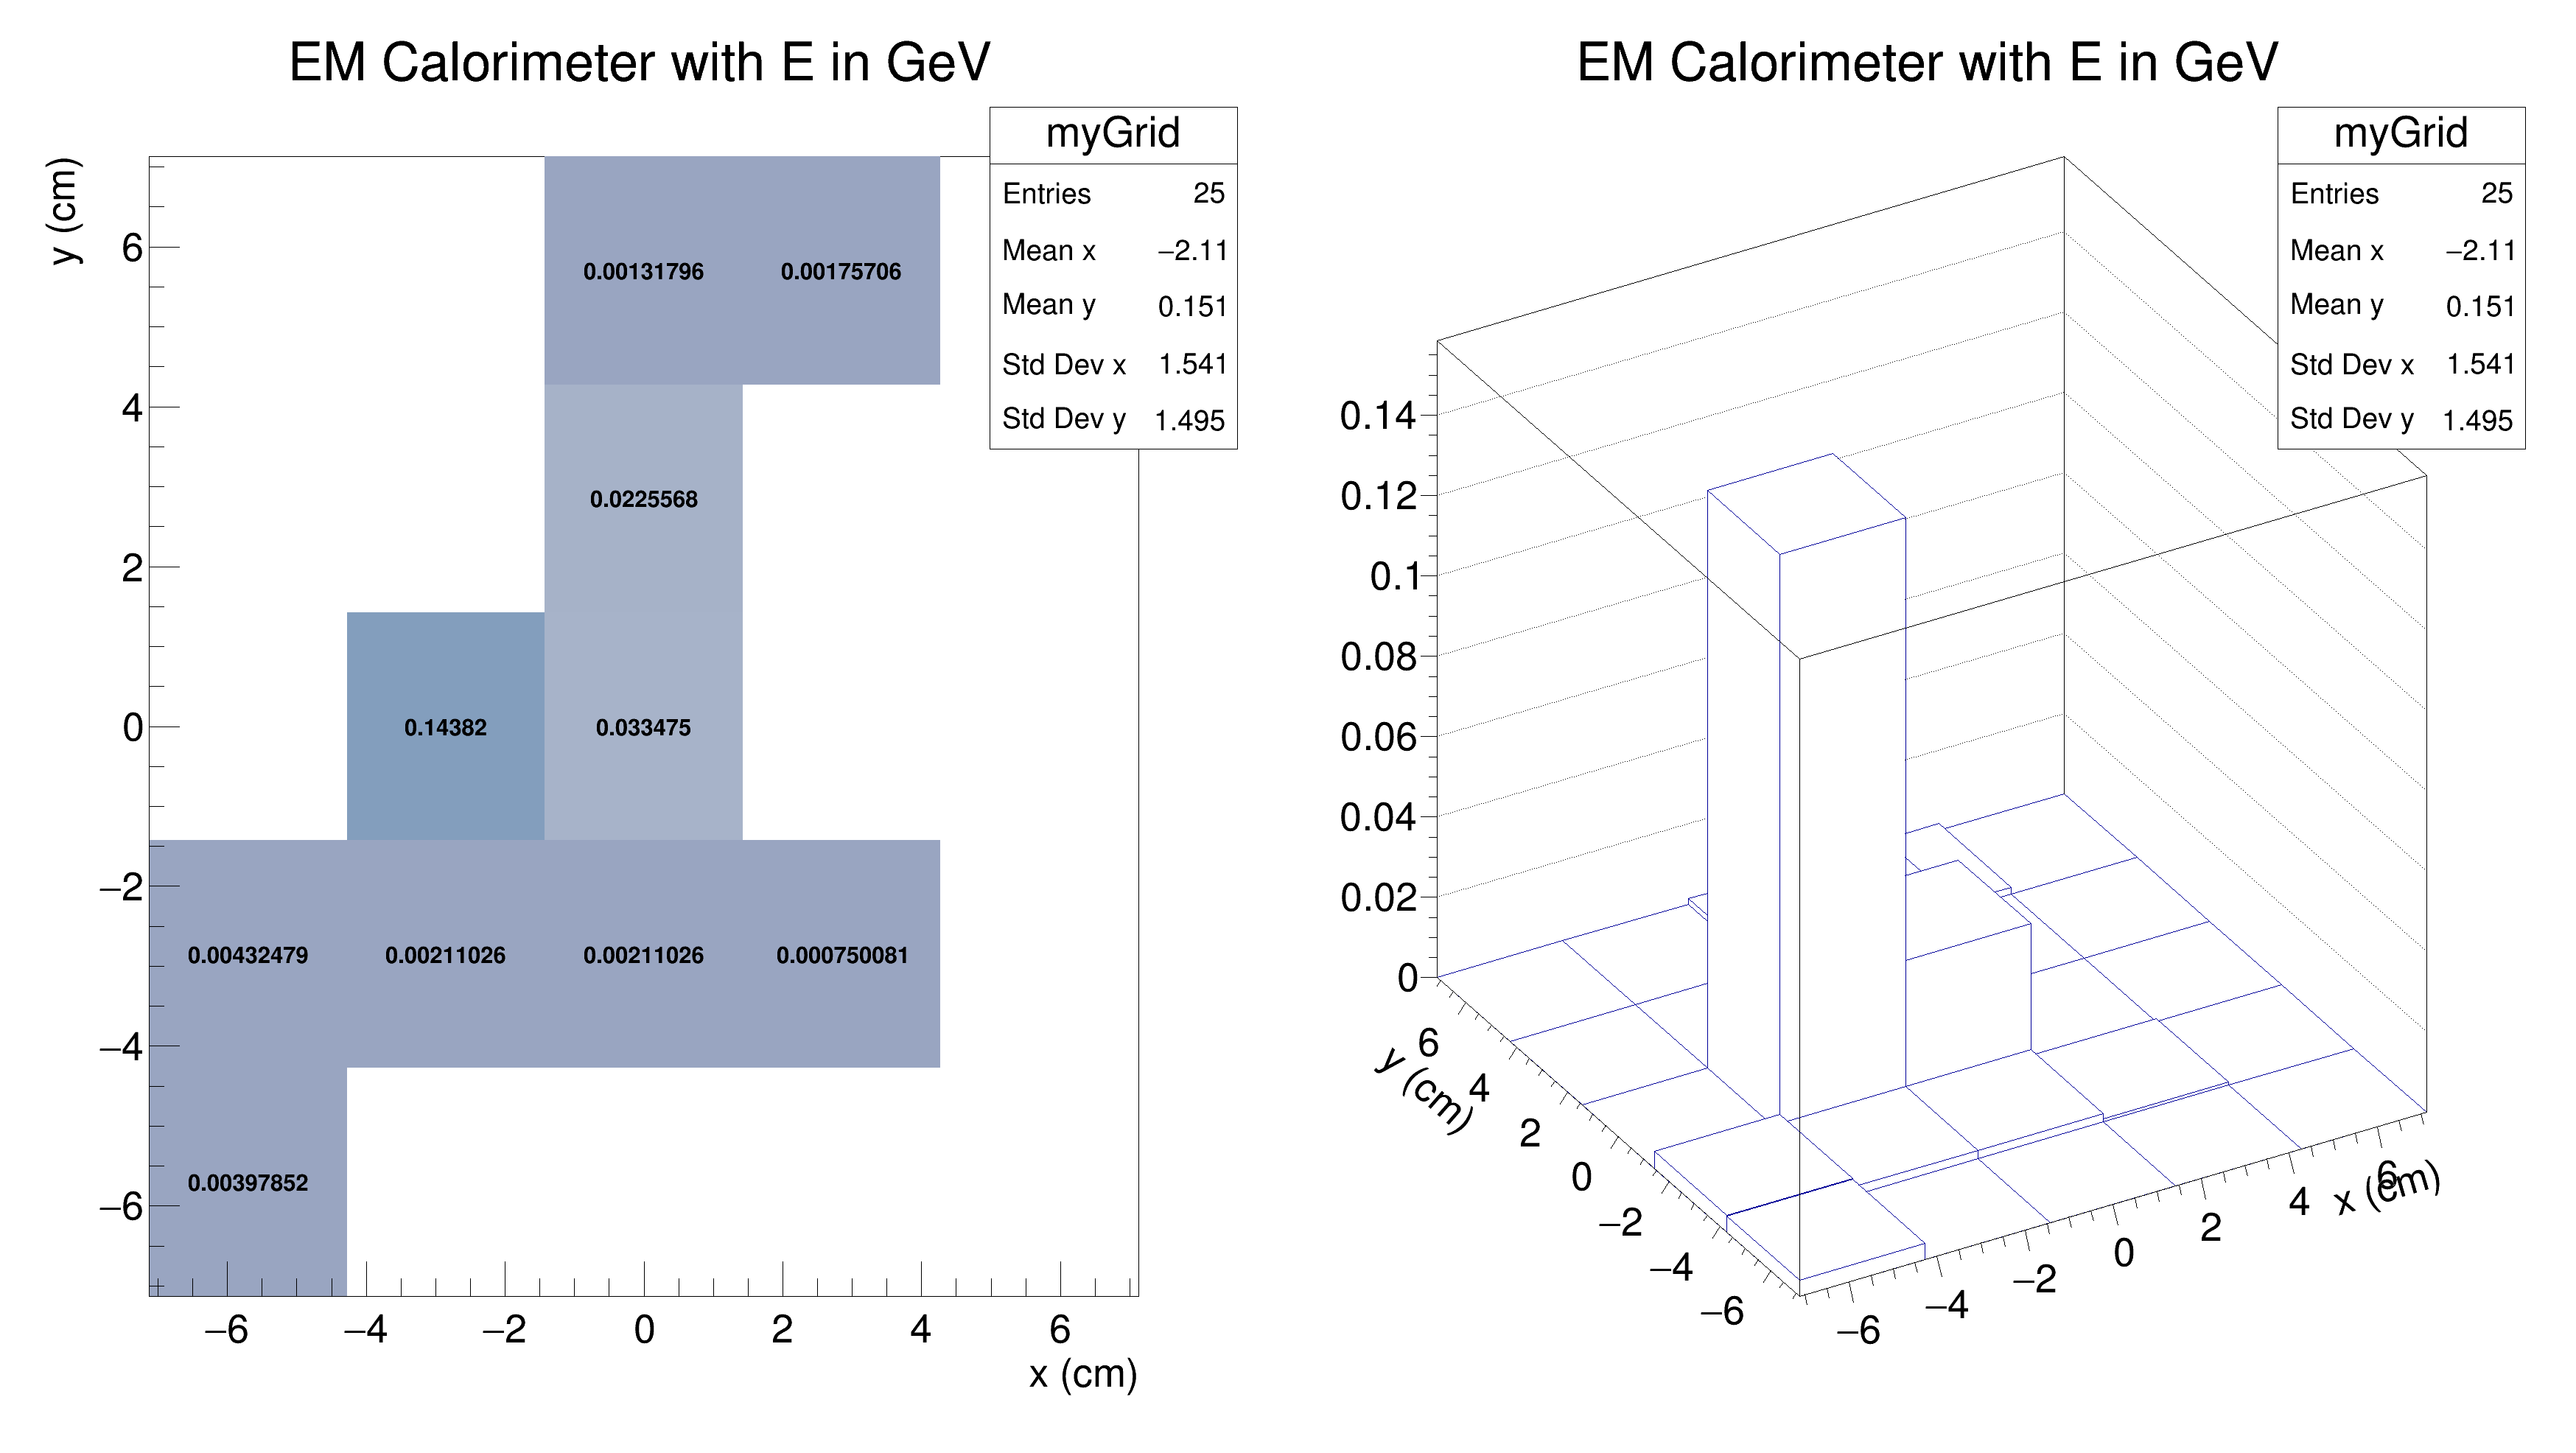 EM Calorimeter with E in GeV
myGrid
Entries 25
Mean x −2.11
Mean y 0.151
Std Dev x 1.541
Std Dev y 1.495
y (cm)
6
4
2
0
−2
−4
−6
0.00131796 0.00175706
0.0225568
0.14382 0.033475
0.00432479 0.00211026 0.00211026 0.000750081
0.00397852
−6 −4 −2 0 2 4 6
x (cm)
EM Calorimeter with E in GeV
myGrid
Entries 25
Mean x −2.11
Mean y 0.151
Std Dev x 1.541
Std Dev y 1.495
0.14
0.12
0.1
0.08
0.06
0.04
0.02
0
y (cm)
6
4
2
0
−2
−4
−6
−6
−4
−2
0
2
4
6
x (cm)